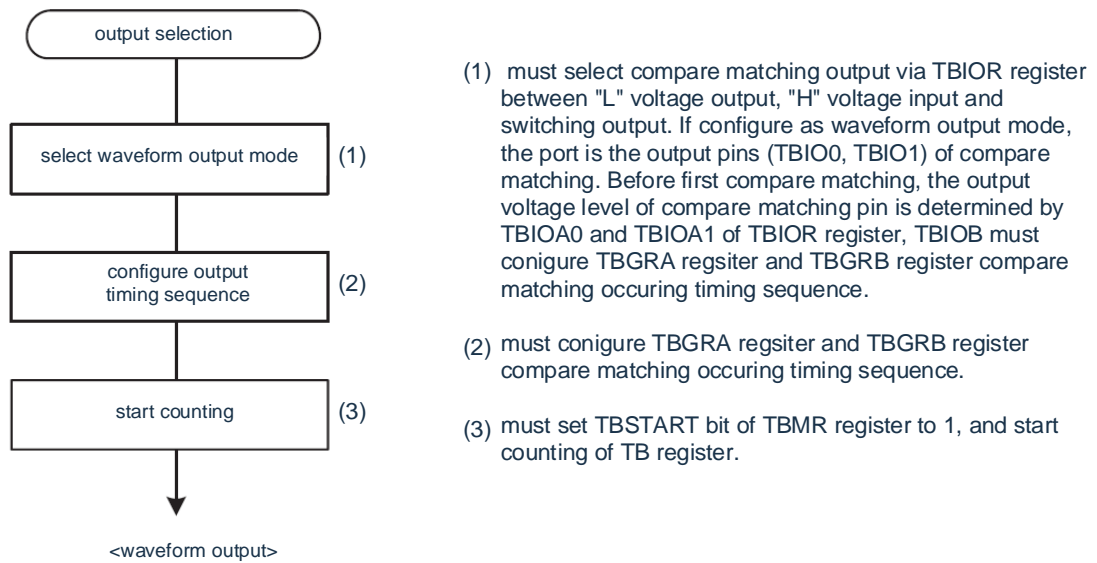 output selection
select waveform output mode
(1)
configure output
timing sequence
(2)
start counting
(3)
<waveform output>
(1) must select compare matching output via TBIOR register
between "L" voltage output, "H" voltage input and
switching output. If configure as waveform output mode,
the port is the output pins (TBIO0, TBIO1) of compare
matching. Before first compare matching, the output
voltage level of compare matching pin is determined by
TBIOA0 and TBIOA1 of TBIOR register, TBIOB must
conigure TBGRA regsiter and TBGRB register compare
matching occuring timing sequence.
(2) must conigure TBGRA regsiter and TBGRB register
compare matching occuring timing sequence.
(3) must set TBSTART bit of TBMR register to 1, and start
counting of TB register.